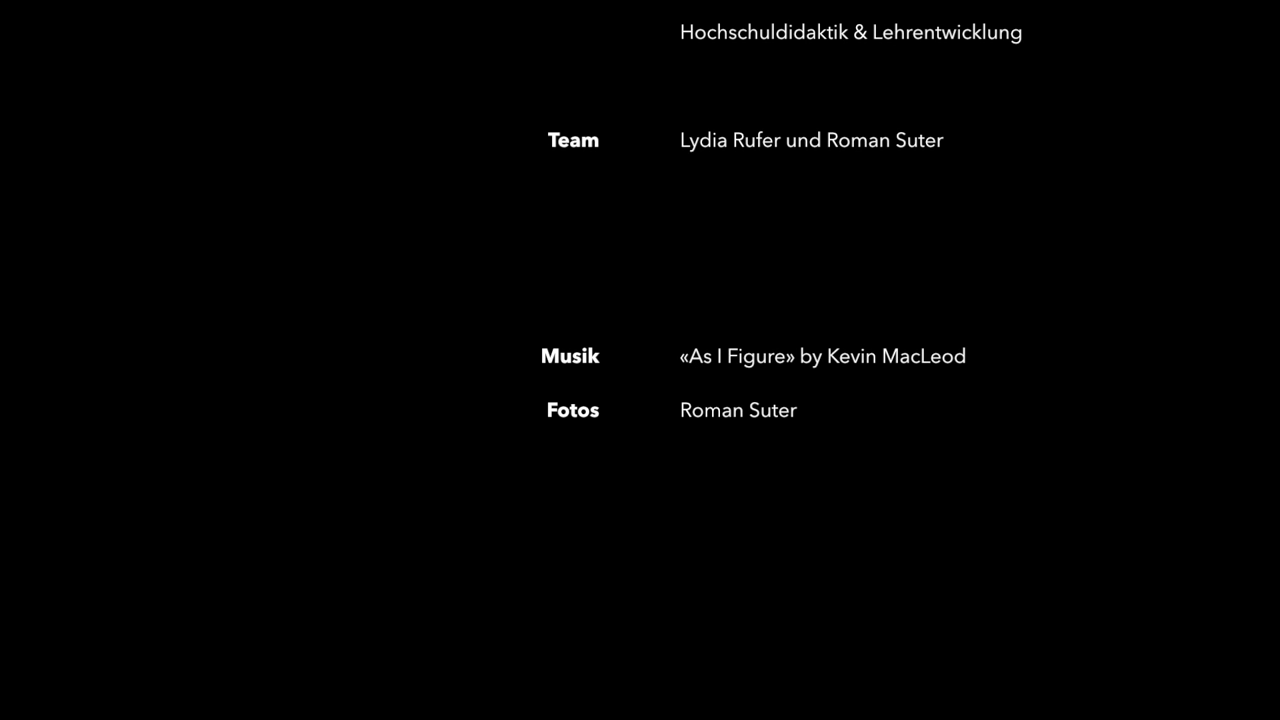 Hochschuldidaktik & Lehrentwicklung
Team Lydia Rufer und Roman Suter
Musik «As I Figure» by Kevin MacLeod
Fotos Roman Suter